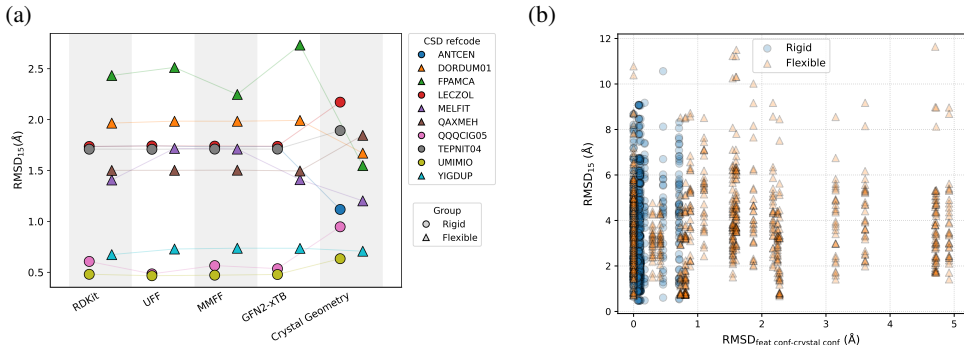 (a)
2.5
2.0
1.5
1.0
0.5
RMSD15(Å)
RDKit
UFF
MMFF
GFN2-xTB
Crystal Geometry
CSD refcode
ANTCEN
DORDUM01
FPAMCA
LECZOL
MELFIT
QAXMEH
QQQCIG05
TEPNIT04
UMIMIO
YIGDUP
Group
Rigid
Flexible
(b)
12
10
8
6
4
2
0
RMSD15 (Å)
Rigid
Flexible
0 1 2 3 4 5
RMSDfeat conf-crystal conf (Å)